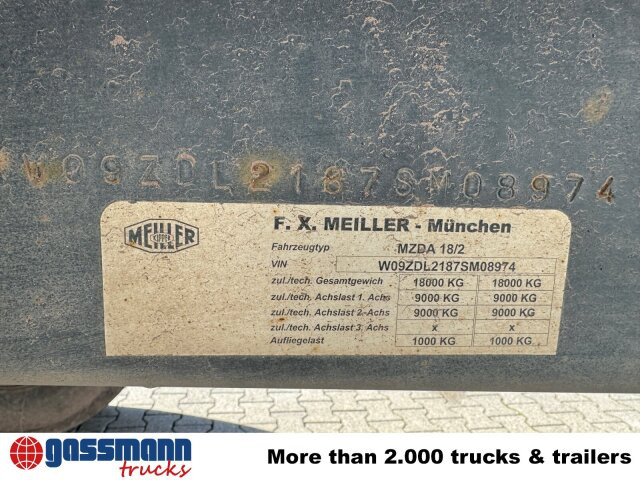 W09ZDL2187SM08974
MEILLER
KIPPER
F. X. MEILLER - München
Fahrzeugtyp MZDA 18/2
VIN W09ZDL2187SM08974
zul./tech. Gesamtgewich 18000 KG 18000 KG
zul./tech. Achslast 1. Achs 9000 KG 9000 KG
zul./tech. Achslast 2. Achs 9000 KG 9000 KG
zul./tech. Achslast 3. Achs x x
Aufliegelast 1000 KG 1000 KG
gassmann
trucks
More than 2.000 trucks & trailers